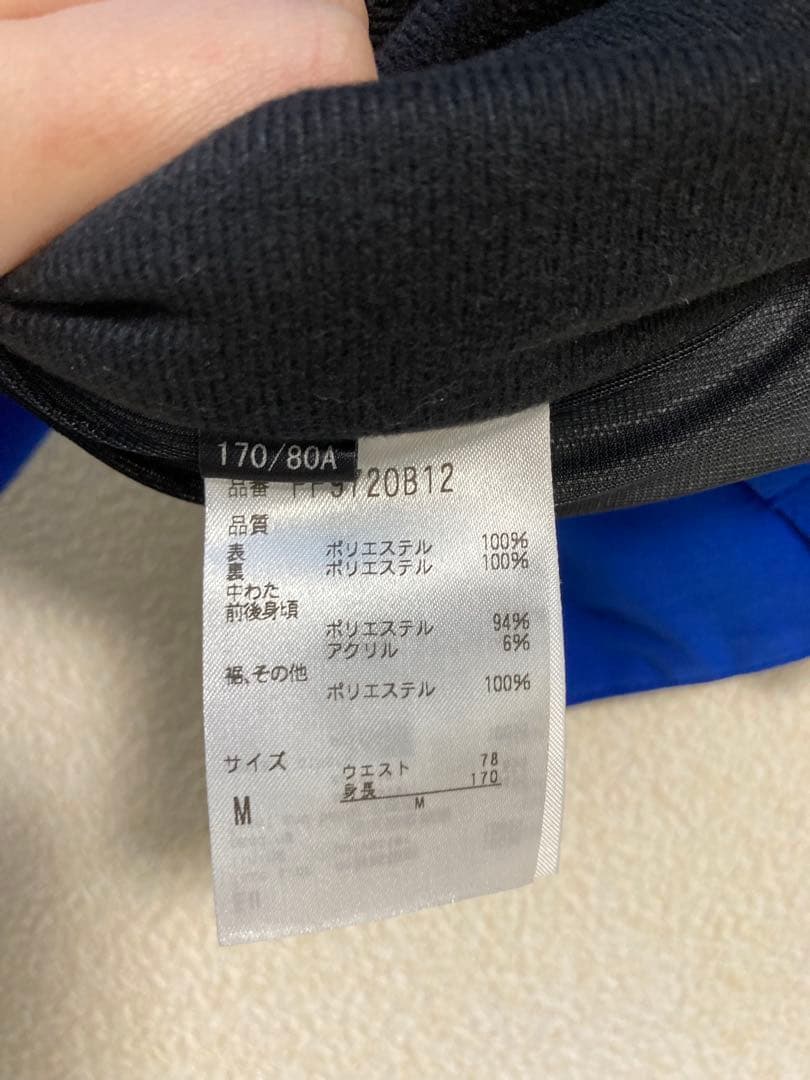 170/80A
品番 20B12
品質
表 ポリエステル 100%
裏 ポリエステル 100%
中わた
前後身頃
ポリエステル 94%
アクリル 6%
裾、その他
ポリエステル 100%
サイズ ウエスト 78
身長 170
M M